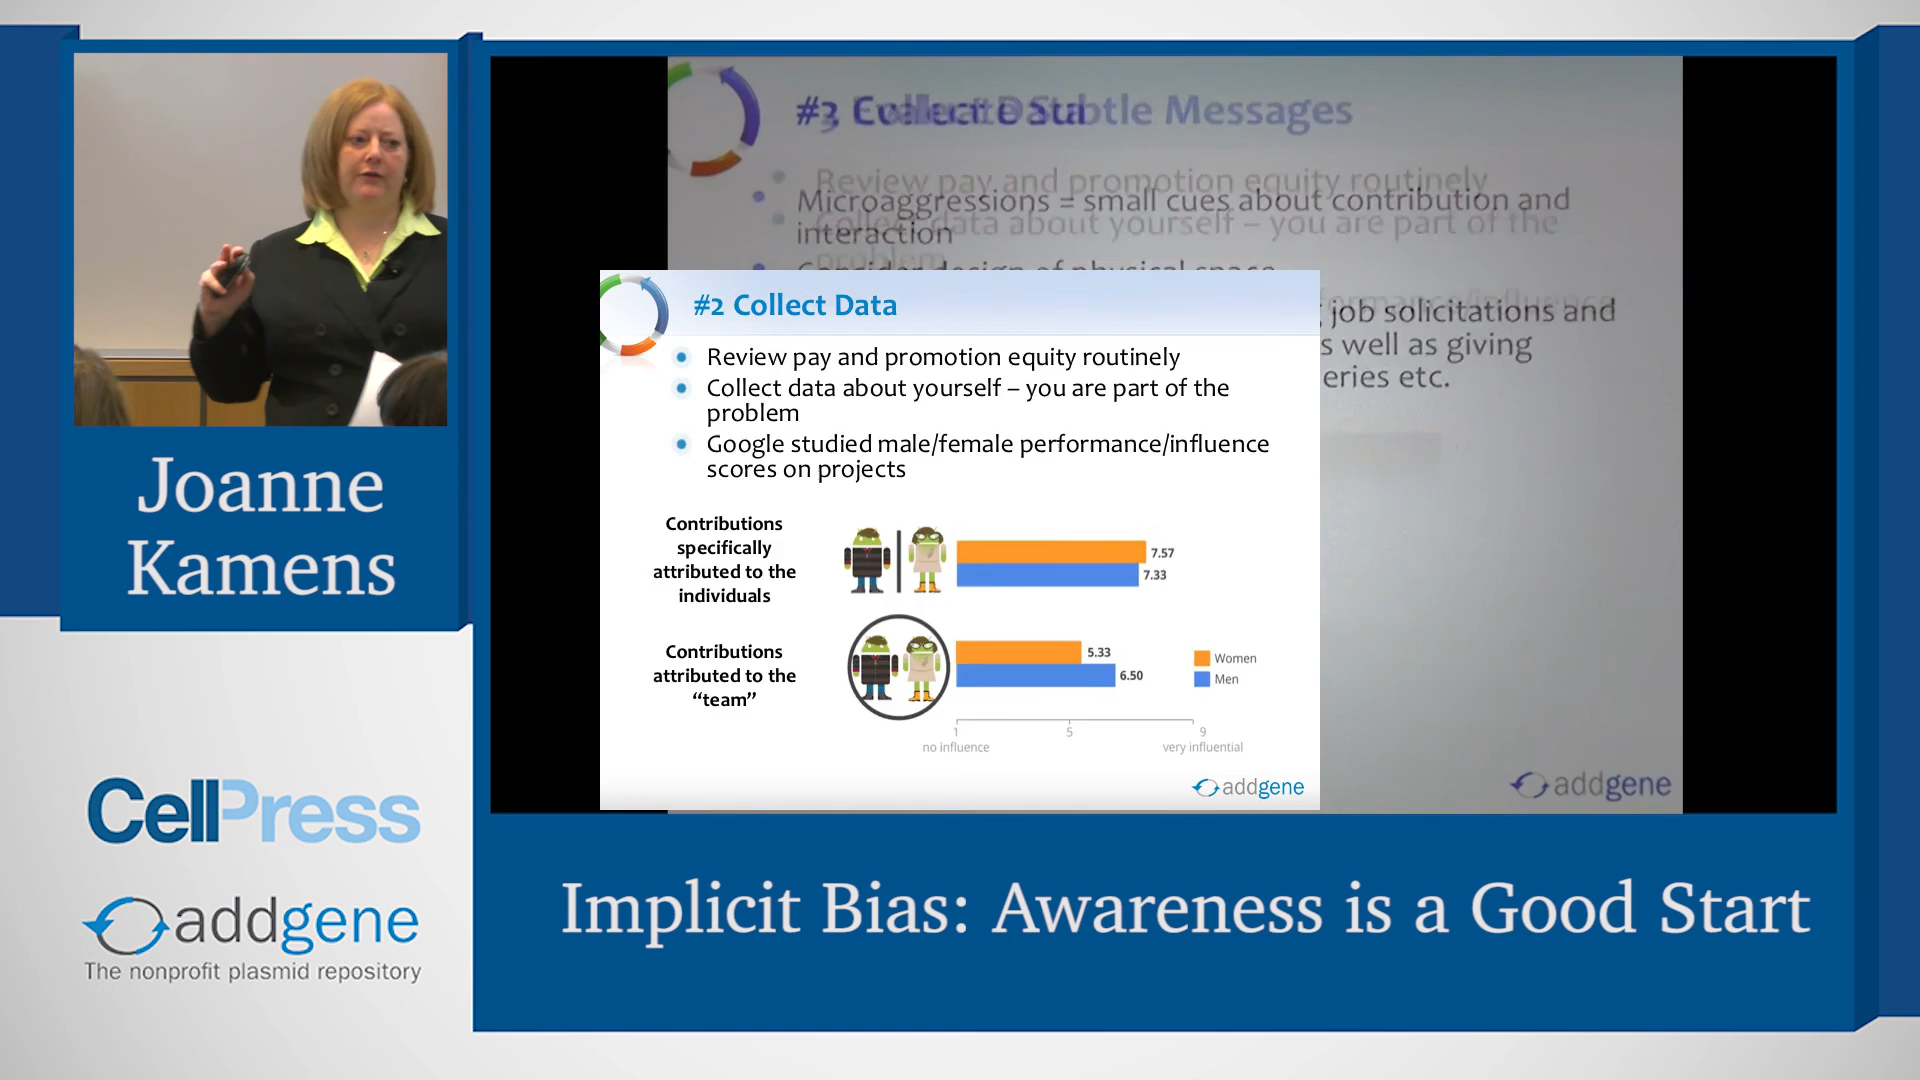 Joanne
Kamens
CellPress
addgene
The nonprofit plasmid repository
#3 Collect Data
Evaluate Subtle Messages
Review pay and promotion equity routinely
Microaggressions = small cues about contribution and
interaction
Collect data about yourself – you are part of the
problem
Consider design of physical space
formance/influence
job solicitations and
s well as giving
eries etc.
addgene
#2 Collect Data
Review pay and promotion equity routinely
Collect data about yourself – you are part of the
problem
Google studied male/female performance/influence
scores on projects
Contributions
specifically
attributed to the
individuals
7.57
7.33
Contributions
attributed to the
“team”
5.33
6.50
Women
Men
1
5
9
no influence
very influential
addgene
Implicit Bias: Awareness is a Good Start